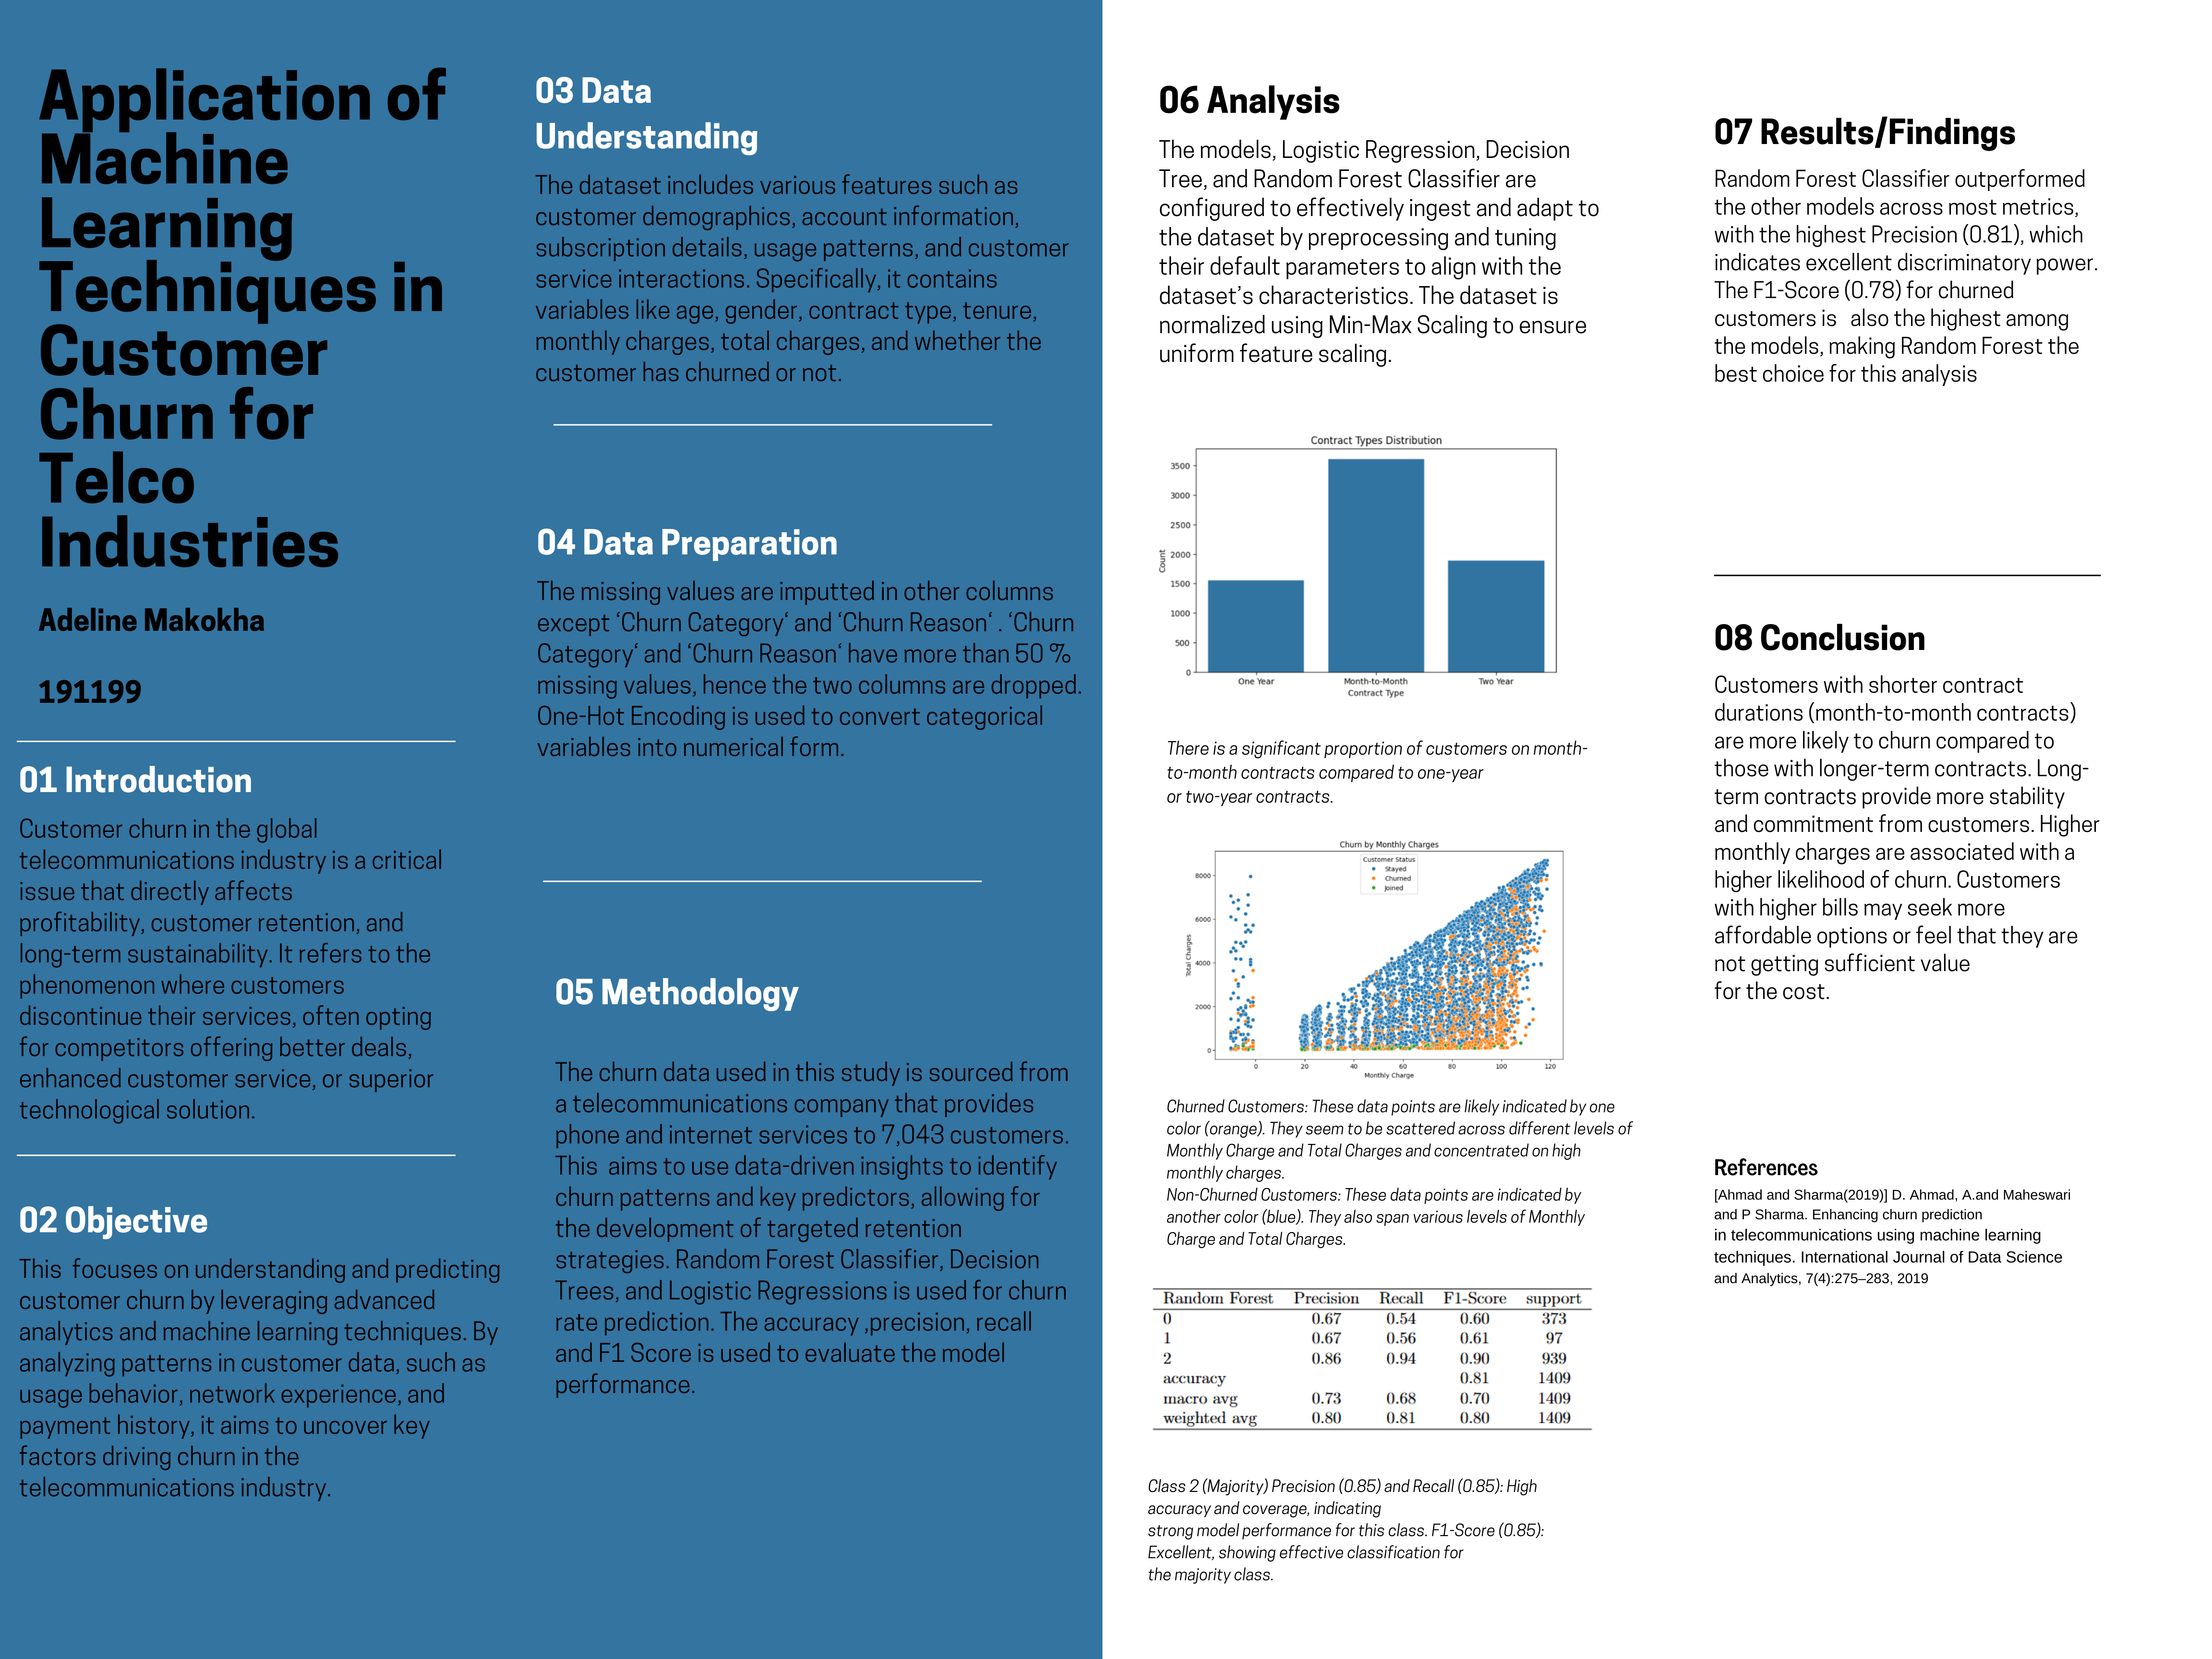 Application of
Machine
Learning
Techniques in
Customer
Churn for
Telco
Industries
Adeline Makokha
191199
01 Introduction
Customer churn in the global
telecommunications industry is a critical
issue that directly affects
profitability, customer retention, and
long-term sustainability. It refers to the
phenomenon where customers
discontinue their services, often opting
for competitors offering better deals,
enhanced customer service, or superior
technological solution.
02 Objective
This  focuses on understanding and predicting
customer churn by leveraging advanced
analytics and machine learning techniques. By
analyzing patterns in customer data, such as
usage behavior, network experience, and
payment history, it aims to uncover key
factors driving churn in the
telecommunications industry.
03 Data
Understanding
The dataset includes various features such as
customer demographics, account information,
subscription details, usage patterns, and customer
service interactions. Specifically, it contains
variables like age, gender, contract type, tenure,
monthly charges, total charges, and whether the
customer has churned or not.
04 Data Preparation
The missing values are imputted in other columns
except ‘Churn Category‘ and ‘Churn Reason‘ . ‘Churn
Category‘ and ‘Churn Reason‘ have more than 50 %
missing values, hence the two columns are dropped.
One-Hot Encoding is used to convert categorical
variables into numerical form.
05 Methodology
The churn data used in this study is sourced from
a telecommunications company that provides
phone and internet services to 7,043 customers.
This  aims to use data-driven insights to identify
churn patterns and key predictors, allowing for
the development of targeted retention
strategies. Random Forest Classifier, Decision
Trees, and Logistic Regressions is used for churn
rate prediction. The accuracy ,precision, recall
and F1 Score is used to evaluate the model
performance.
06 Analysis
The models, Logistic Regression, Decision
Tree, and Random Forest Classifier are
configured to effectively ingest and adapt to
the dataset by preprocessing and tuning
their default parameters to align with the
dataset’s characteristics. The dataset is
normalized using Min-Max Scaling to ensure
uniform feature scaling.
Contract Types Distribution
3500
3000
2500
2000
1500
1000
500
0
Count
One Year Month-to-Month Two Year
Contract Type
There is a significant proportion of customers on month-
to-month contracts compared to one-year
or two-year contracts.
Churn by Monthly Charges
Customer Status
Stayed
Churned
Joined
8000
6000
4000
2000
0
Total Charges
0 20 40 60 80 100 120
Monthly Charge
Churned Customers: These data points are likely indicated by one
color (orange). They seem to be scattered across different levels of
Monthly Charge and Total Charges and concentrated on high
monthly charges.
Non-Churned Customers: These data points are indicated by
another color (blue). They also span various levels of Monthly
Charge and Total Charges.
Random Forest Precision Recall F1-Score support
0 0.67 0.54 0.60 373
1 0.67 0.56 0.61 97
2 0.86 0.94 0.90 939
accuracy 0.81 1409
macro avg 0.73 0.68 0.70 1409
weighted avg 0.80 0.81 0.80 1409
Class 2 (Majority) Precision (0.85) and Recall (0.85): High
accuracy and coverage, indicating
strong model performance for this class. F1-Score (0.85):
Excellent, showing effective classification for
the majority class.
07 Results/Findings
Random Forest Classifier outperformed
the other models across most metrics,
with the highest Precision (0.81), which
indicates excellent discriminatory power.
The F1-Score (0.78) for churned
customers is   also the highest among
the models, making Random Forest the
best choice for this analysis
08 Conclusion
Customers with shorter contract
durations (month-to-month contracts)
are more likely to churn compared to
those with longer-term contracts. Long-
term contracts provide more stability
and commitment from customers. Higher
monthly charges are associated with a
higher likelihood of churn. Customers
with higher bills may seek more
affordable options or feel that they are
not getting sufficient value
for the cost.
References
[Ahmad and Sharma(2019)] D. Ahmad, A.and Maheswari
and P Sharma. Enhancing churn prediction
in telecommunications using machine learning
techniques. International Journal of Data Science
and Analytics, 7(4):275–283, 2019